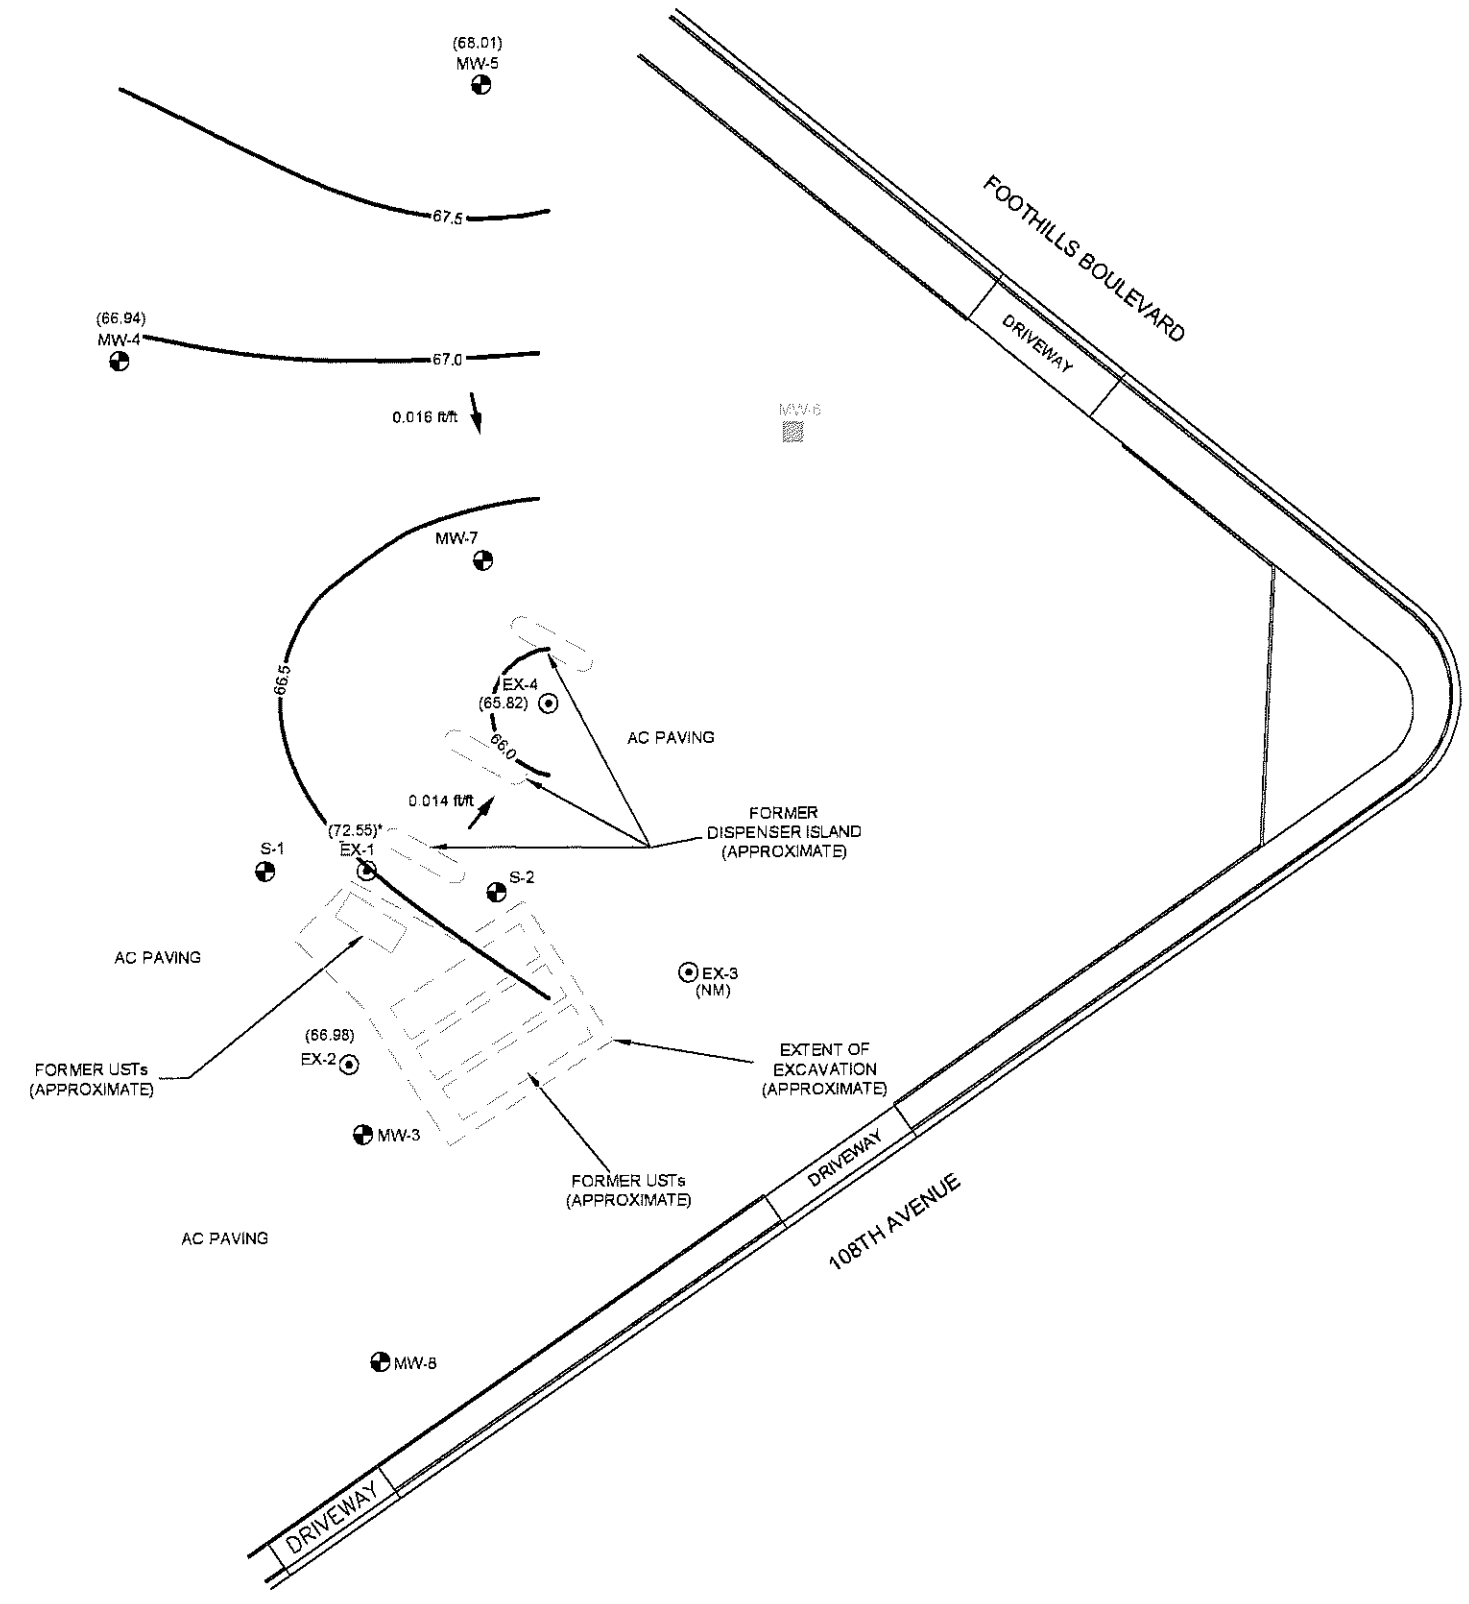 (68.01)
MW-5
FOOTHILLS BOULEVARD
67.5
(66.94)
MW-4
67.0
DRIVEWAY
0.016 ft/ft
MW-6
MW-7
66.5
EX-4
(65.82)
66.0
AC PAVING
0.014 ft/ft
FORMER
DISPENSER ISLAND
(APPROXIMATE)
(72.55)*
EX-1
S-1
S-2
AC PAVING
EX-3
(NM)
(66.98)
EX-2
FORMER USTs
(APPROXIMATE)
EXTENT OF
EXCAVATION
(APPROXIMATE)
MW-3
DRIVEWAY
FORMER USTs
(APPROXIMATE)
108TH AVENUE
AC PAVING
MW-8
DRIVEWAY